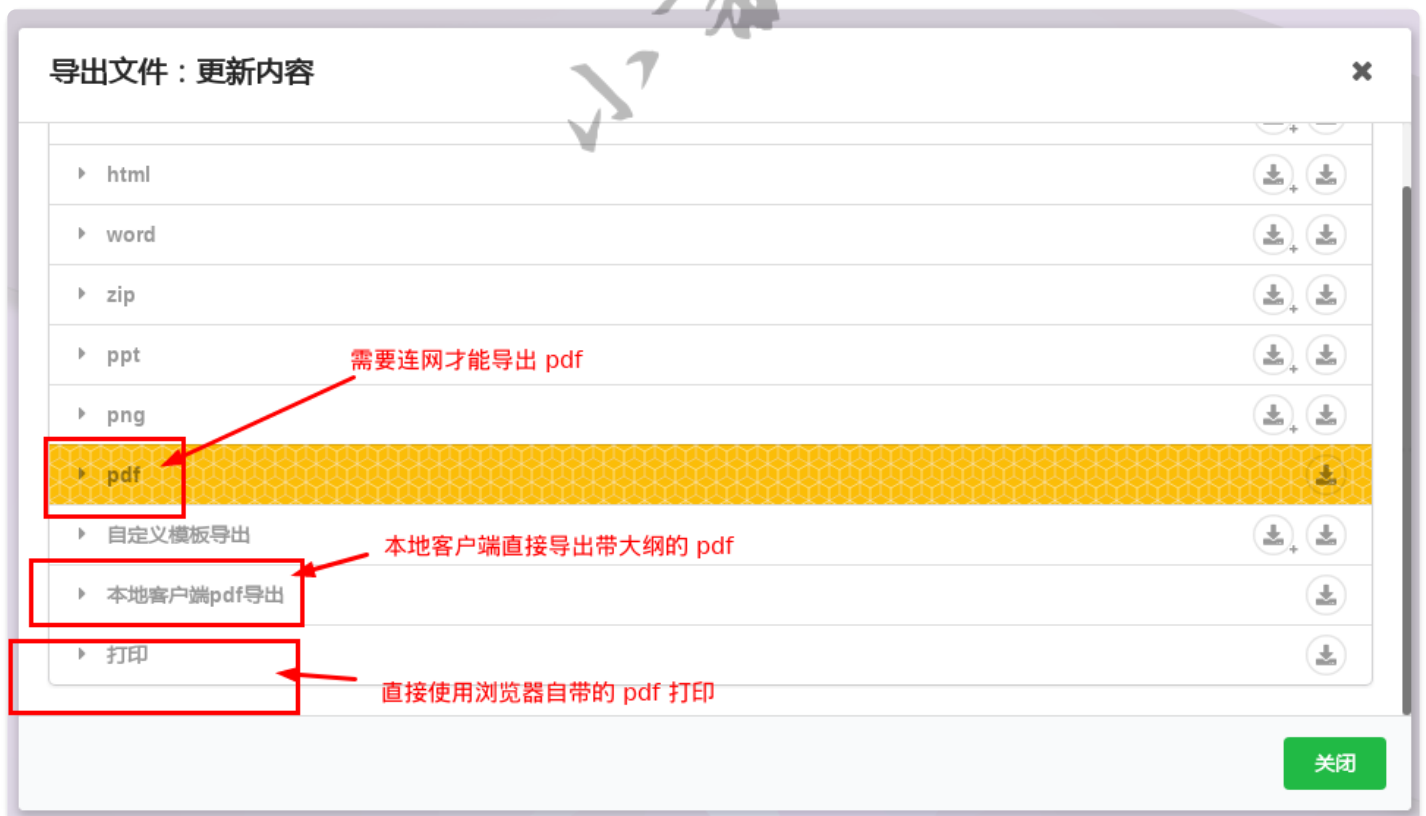 导出文件：更新内容
html
word
zip
ppt
需要连网才能导出 pdf
png
pdf
自定义模板导出
本地客户端直接导出带大纲的 pdf
本地客户端pdf导出
打印
直接使用浏览器自带的 pdf 打印
关闭